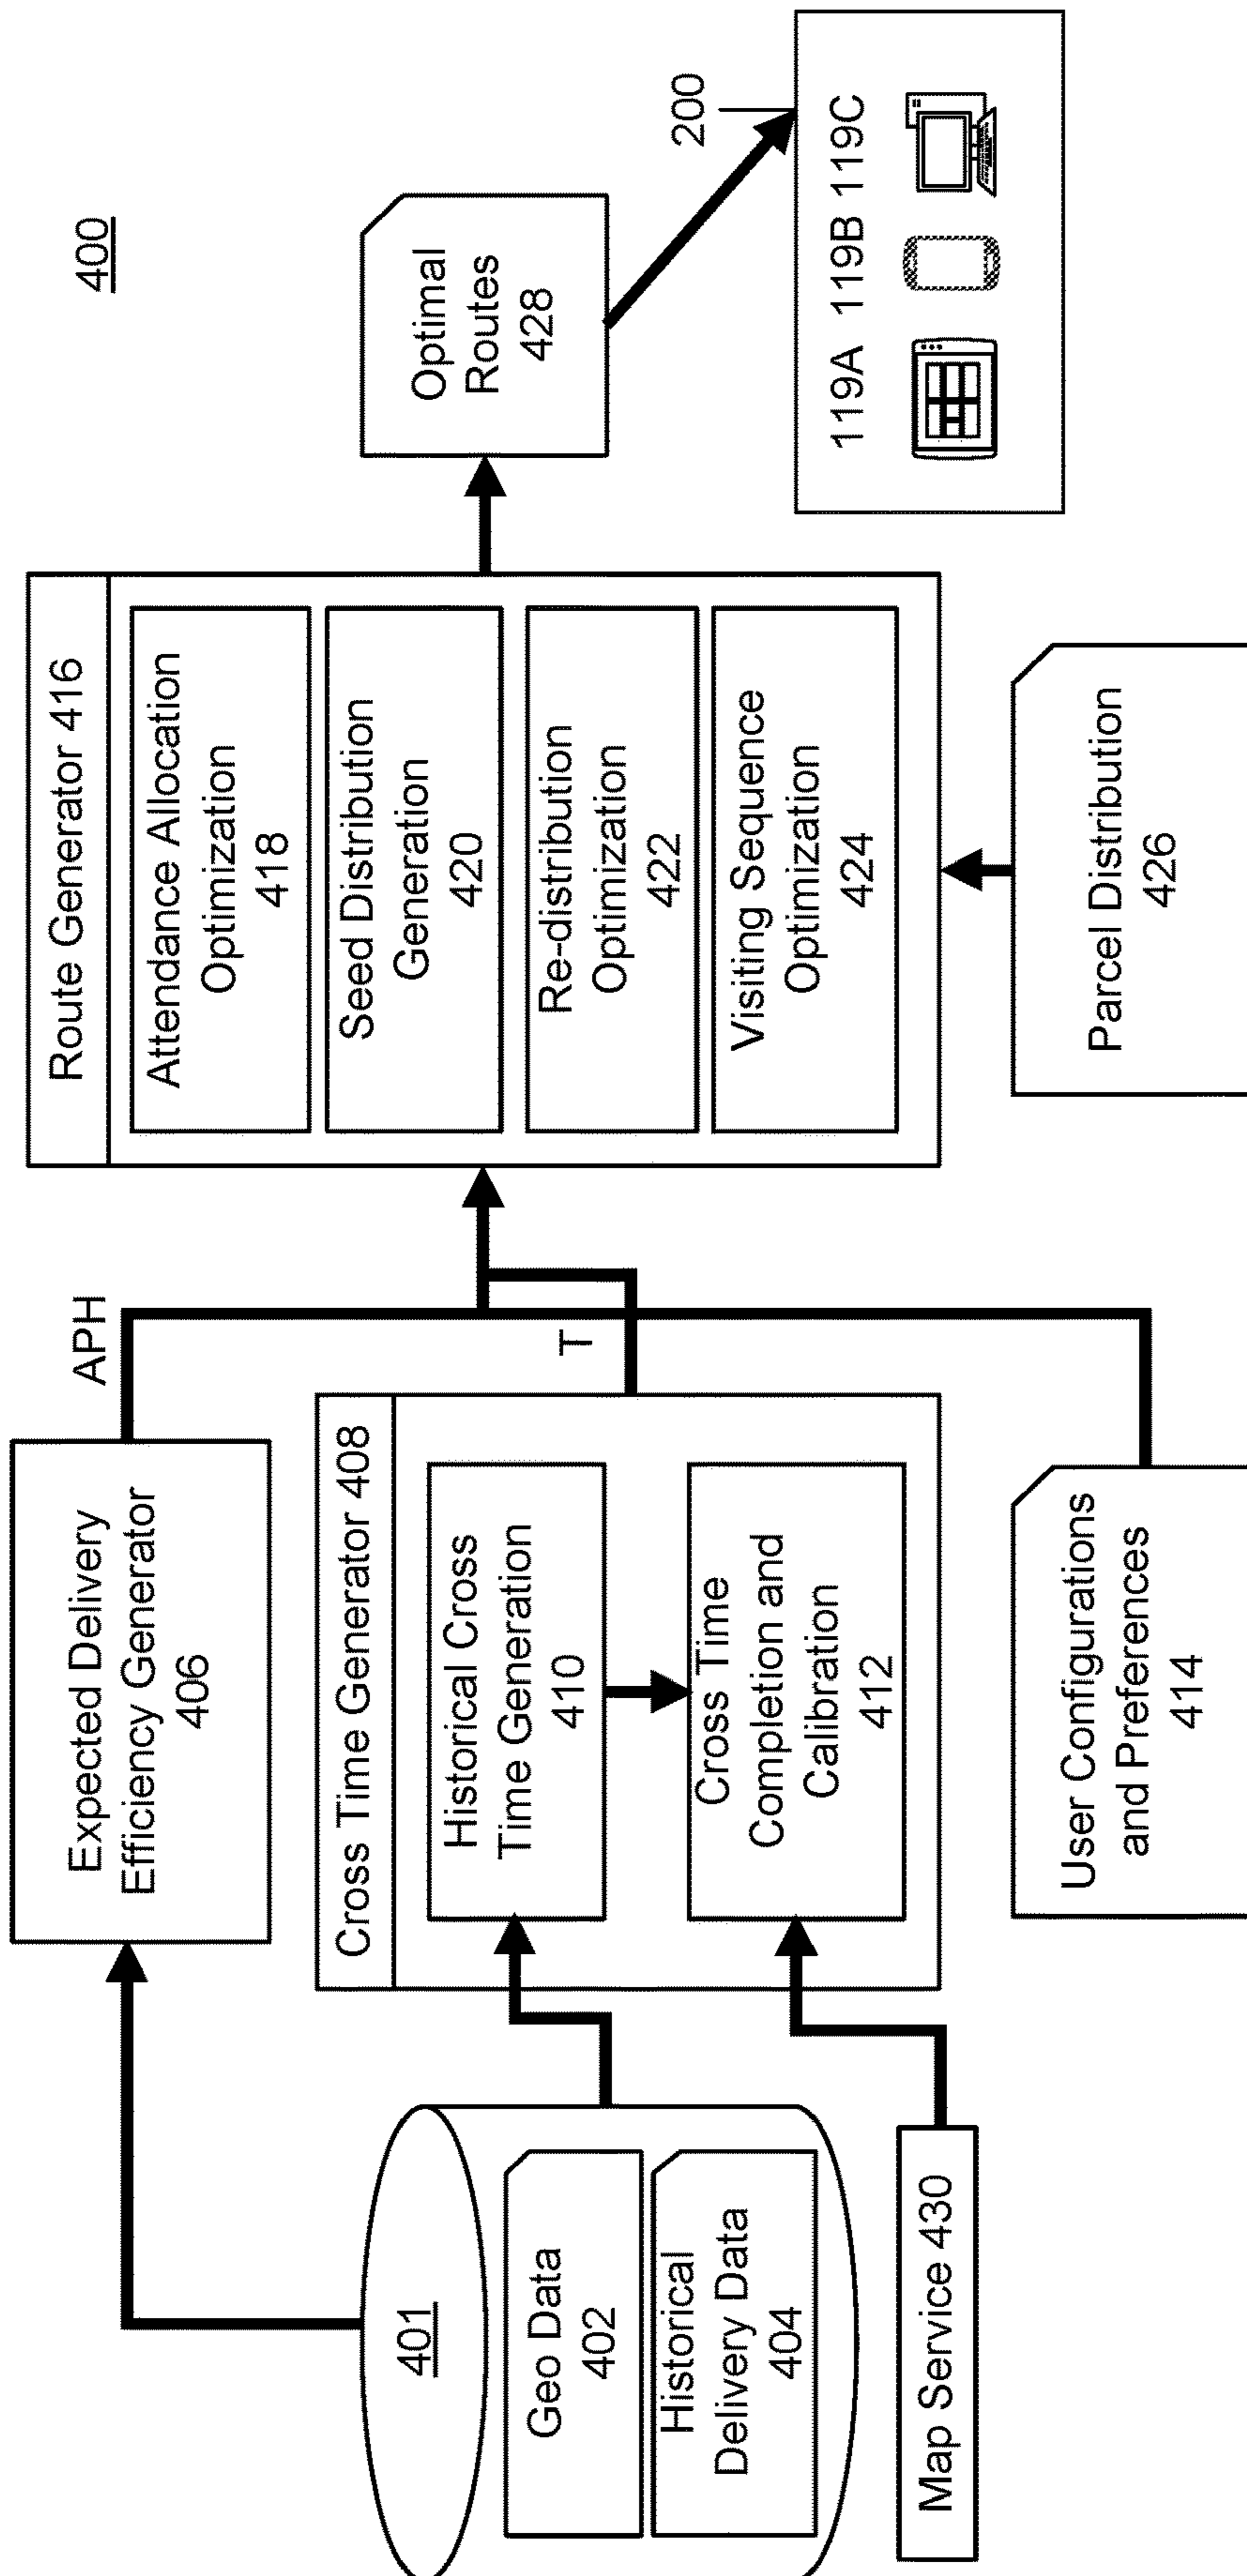 400
401
Geo Data
402
Historical
Delivery Data
404
Map Service 430
Expected Delivery
Efficiency Generator
406
Cross Time Generator 408
Historical Cross
Time Generation
410
Cross Time
Completion and
Calibration
412
User Configurations
and Preferences
414
APH
T
Route Generator 416
Attendance Allocation
Optimization
418
Seed Distribution
Generation
420
Re-distribution
Optimization
422
Visiting Sequence
Optimization
424
Parcel Distribution
426
Optimal
Routes
428
200
119A 119B 119C